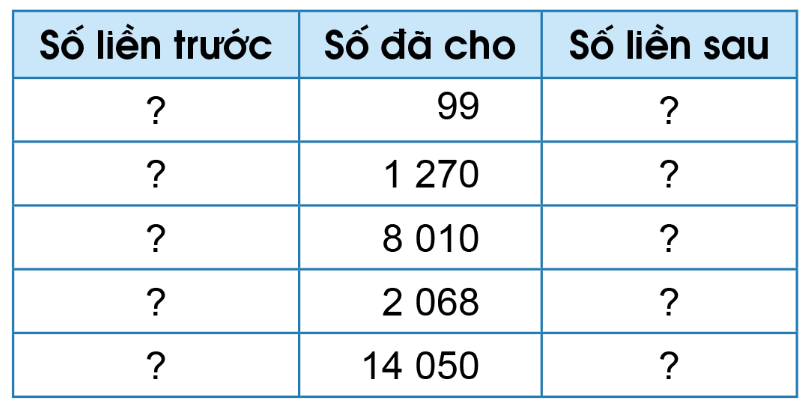 Số liền trước Số đã cho Số liền sau
? 99 ?
? 1 270 ?
? 8 010 ?
? 2 068 ?
? 14 050 ?